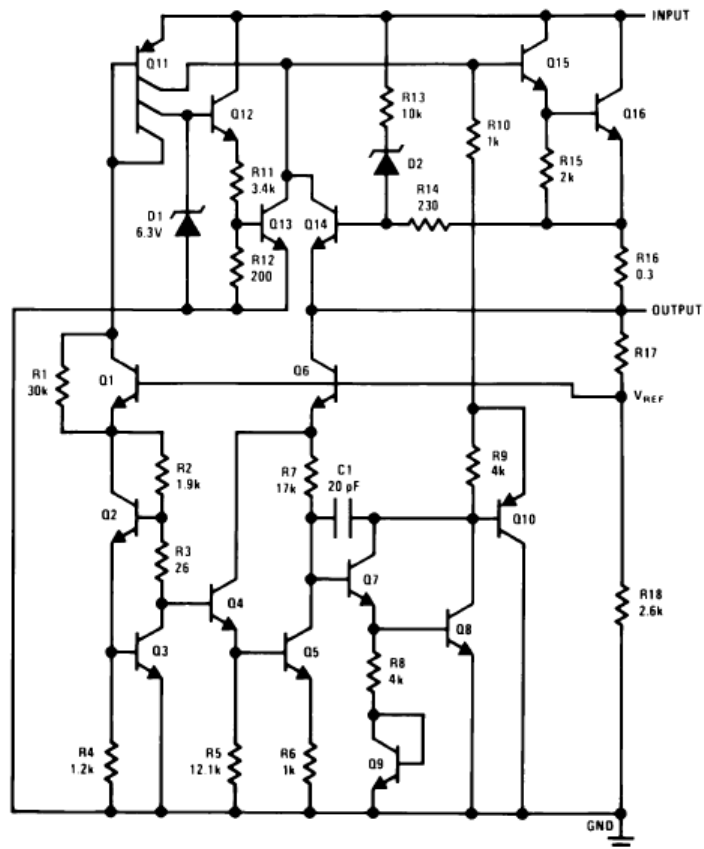 INPUT
Q11
Q15
Q12
R13
10k
Q16
R10
1k
D2
R15
2k
R11
3.4k
R14
230
D1
6.3V
Q13
Q14
R12
200
R16
0.3
OUTPUT
R17
R1
30k
Q1
Q6
VREF
R2
1.9k
R7
17k
C1
20 pF
R9
4k
Q2
Q10
R3
26
Q4
Q7
R18
2.6k
Q3
Q5
Q8
R8
4k
R4
1.2k
R5
12.1k
R6
1k
Q9
GND